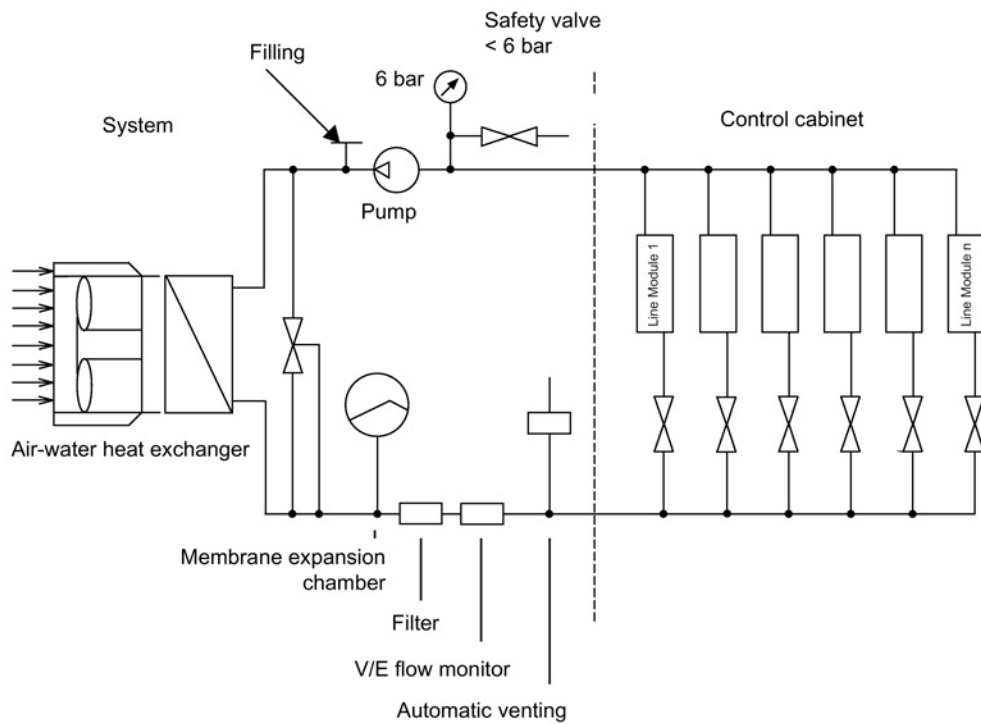 Safety valve
< 6 bar
Filling
6 bar
System
Control cabinet
Pump
Line Module 1
Line Module n
Air-water heat exchanger
Membrane expansion
chamber
Filter
V/E flow monitor
Automatic venting